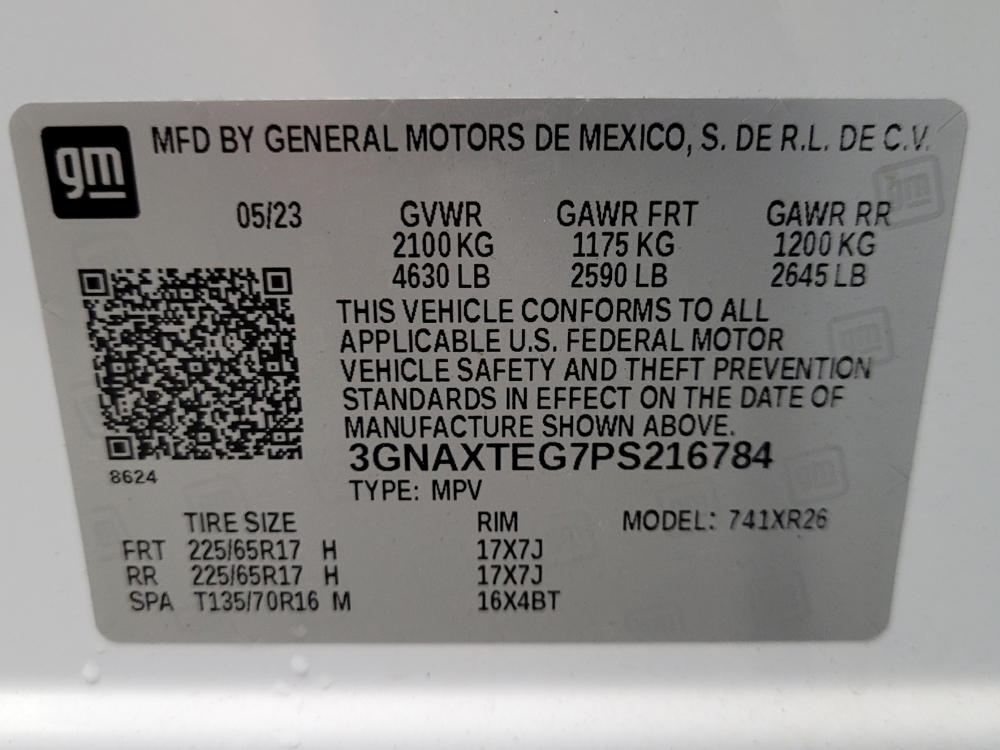 gm
MFD BY GENERAL MOTORS DE MEXICO, S. DE R.L. DE C.V.
05/23 GVWR GAWR FRT GAWR RR
2100 KG 1175 KG 1200 KG
4630 LB 2590 LB 2645 LB
THIS VEHICLE CONFORMS TO ALL
APPLICABLE U.S. FEDERAL MOTOR
VEHICLE SAFETY AND THEFT PREVENTION
STANDARDS IN EFFECT ON THE DATE OF
MANUFACTURE SHOWN ABOVE.
3GNAXTEG7PS216784
8624
TYPE: MPV
TIRE SIZE RIM MODEL: 741XR26
FRT 225/65R17 H 17X7J
RR 225/65R17 H 17X7J
SPA T135/70R16 M 16X4BT